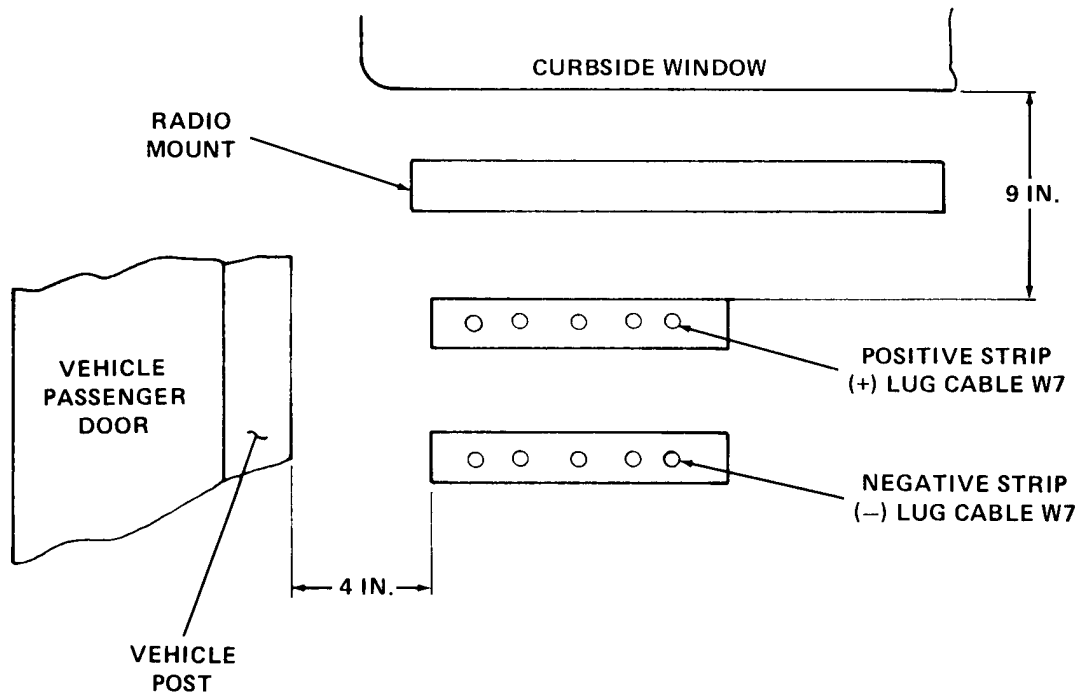 CURBSIDE WINDOW
RADIO
MOUNT
9 IN.
VEHICLE
PASSENGER
DOOR
POSITIVE STRIP
(+) LUG CABLE W7
NEGATIVE STRIP
(—) LUG CABLE W7
4 IN.
VEHICLE
POST